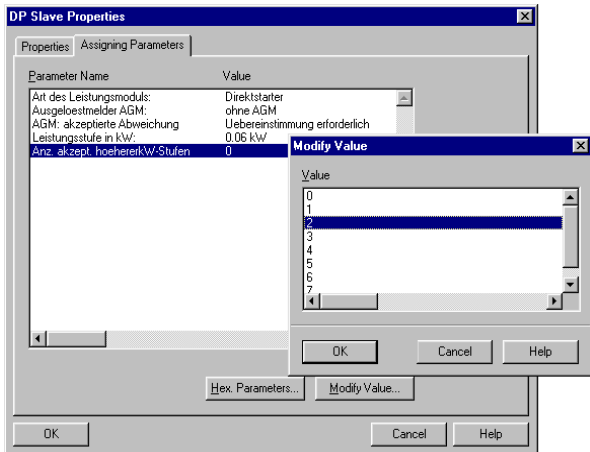 DP Slave Properties
Properties
Assigning Parameters
Parameter Name
Value
Art des Leistungsmoduls:
Direktstarter
Ausgeloestmelder AGM:
ohne AGM
AGM: akzeptierte Abweichung
Uebereinstimmung erforderlich
Leistungsstufe in kW:
0.06 kW
Anz. akzept. hoehererkW-Stufen
0
Modify Value
Value
0
1
2
3
4
5
6
7
OK
Cancel
Help
Hex. Parameters...
Modify Value...
OK
Cancel
Help